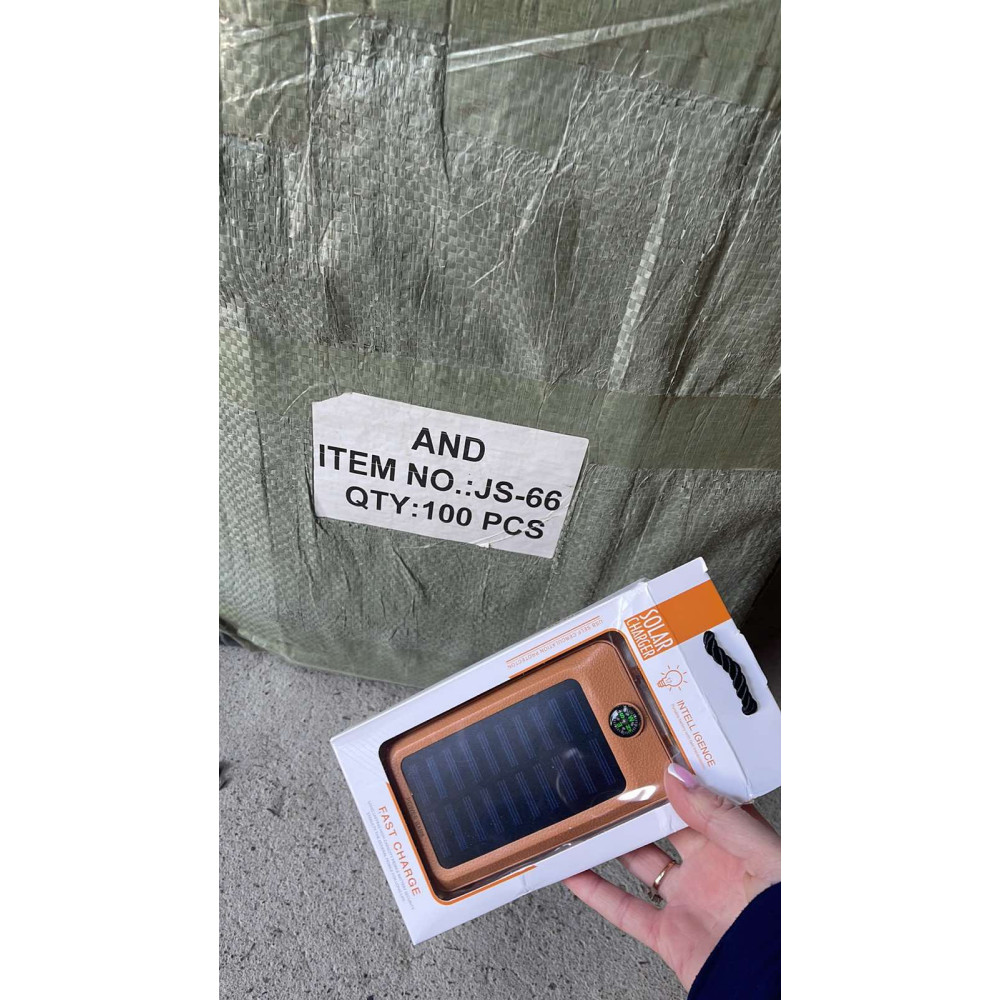 AND
ITEM NO.:JS-66
QTY:100 PCS
SOLAR
CHARGER
INTELL IGENCE
FAST CHARGE